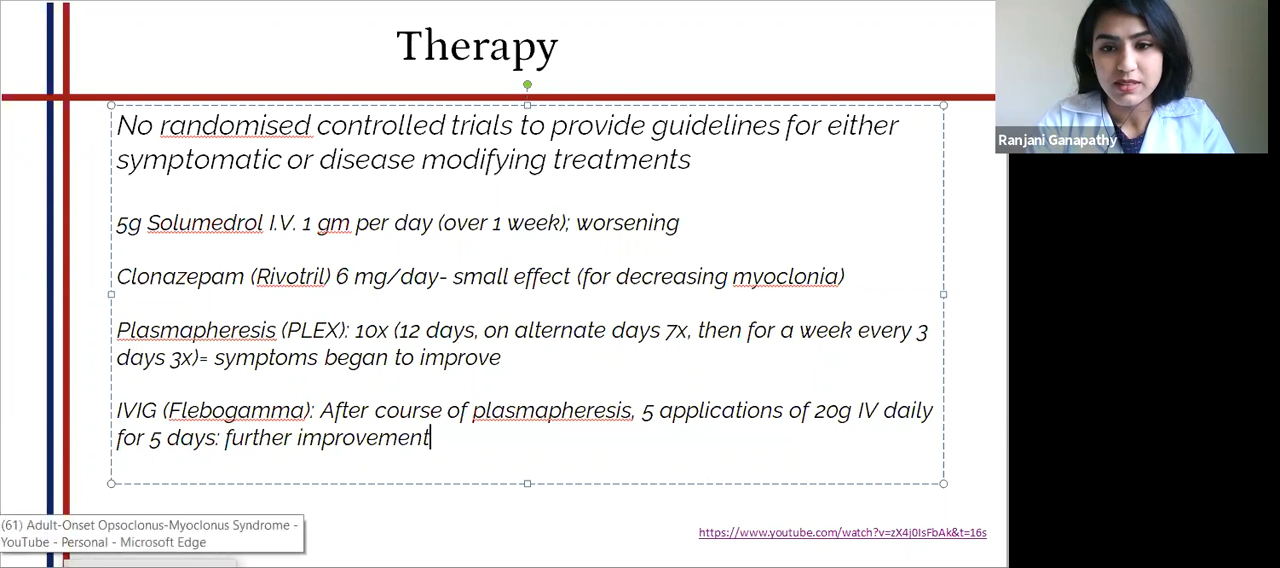 Therapy
No randomised controlled trials to provide guidelines for either
symptomatic or disease modifying treatments
5g Solumedrol I.V. 1 gm per day (over 1 week); worsening
Clonazepam (Rivotril) 6 mg/day- small effect (for decreasing myoclonia)
Plasmapheresis (PLEX): 10x (12 days, on alternate days 7x, then for a week every 3
days 3x)= symptoms began to improve
IVIG (Flebogamma): After course of plasmapheresis, 5 applications of 20g IV daily
for 5 days: further improvement
https://www.youtube.com/watch?v=zX4j0IsFbAk&t=16s
(61) Adult-Onset Opsoclonus-Myoclonus Syndrome -
YouTube - Personal - Microsoft Edge
Ranjani Ganapathy